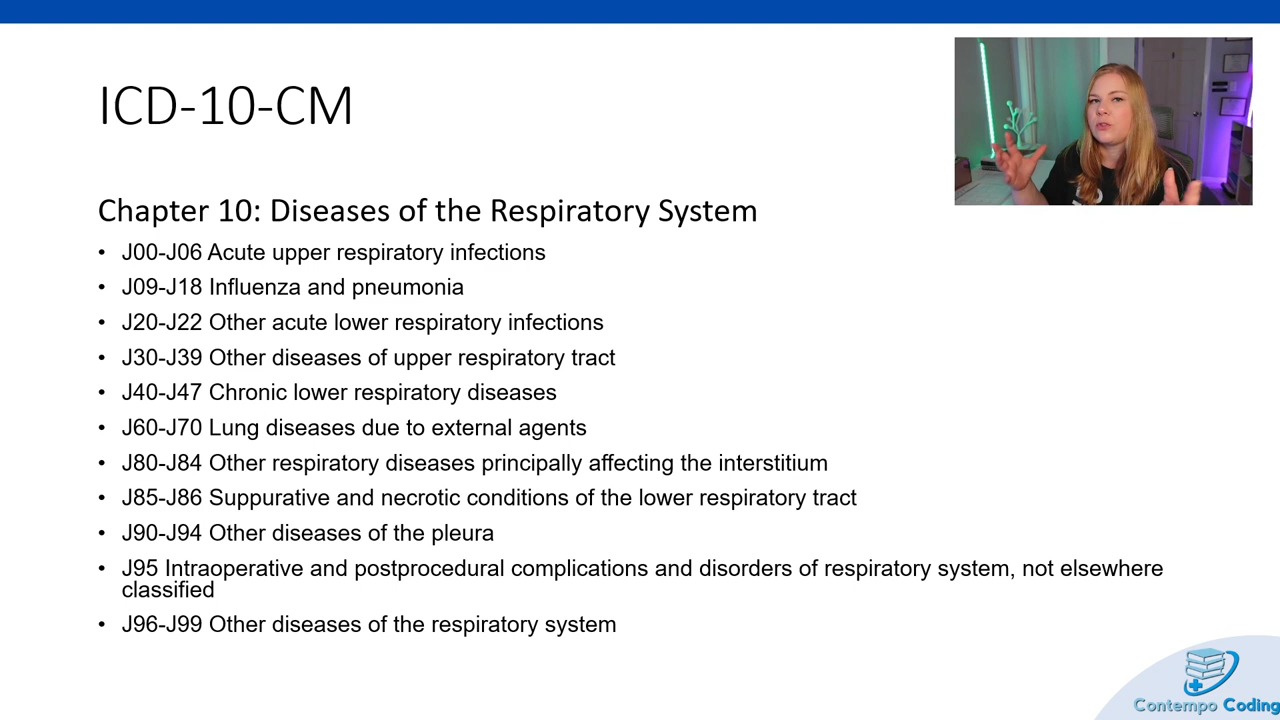 ICD-10-CM
Chapter 10: Diseases of the Respiratory System
• J00-J06 Acute upper respiratory infections
• J09-J18 Influenza and pneumonia
• J20-J22 Other acute lower respiratory infections
• J30-J39 Other diseases of upper respiratory tract
• J40-J47 Chronic lower respiratory diseases
• J60-J70 Lung diseases due to external agents
• J80-J84 Other respiratory diseases principally affecting the interstitium
• J85-J86 Suppurative and necrotic conditions of the lower respiratory tract
• J90-J94 Other diseases of the pleura
• J95 Intraoperative and postprocedural complications and disorders of respiratory system, not elsewhere
classified
• J96-J99 Other diseases of the respiratory system
Contempo Coding